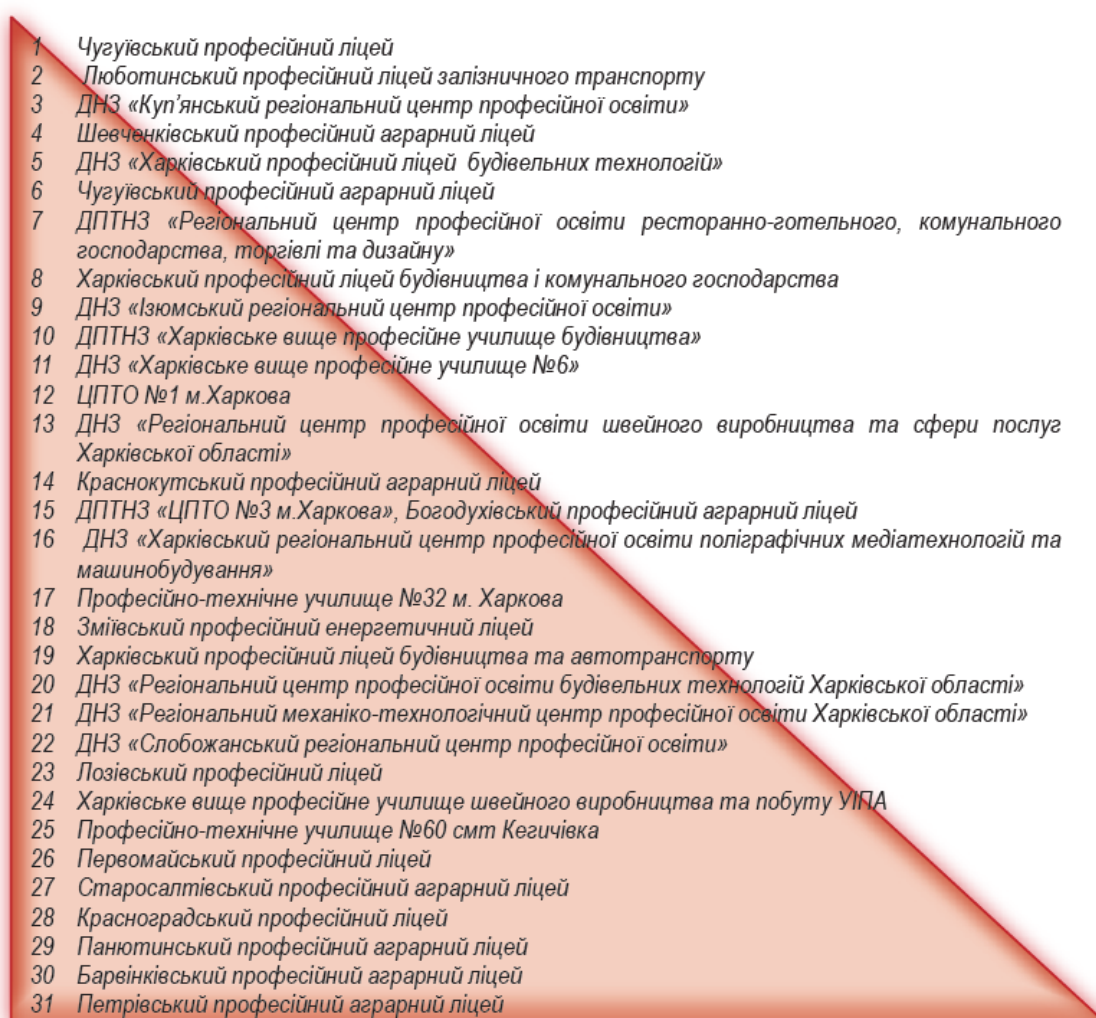 1 Чугуївський професійний ліцей
2 Люботинський професійний ліцей залізничного транспорту
3 ДНЗ «Куп’янський регіональний центр професійної освіти»
4 Шевченківський професійний аграрний ліцей
5 ДНЗ «Харківський професійний ліцей будівельних технологій»
6 Чугуївський професійний аграрний ліцей
7 ДПТНЗ «Регіональний центр професійної освіти ресторанно-готельного, комунального
господарства, торгівлі та дизайну»
8 Харківський професійний ліцей будівництва і комунального господарства
9 ДНЗ «Ізюмський регіональний центр професійної освіти»
10 ДПТНЗ «Харківське вище професійне училище будівництва»
11 ДНЗ «Харківське вище професійне училище №6»
12 ЦПТО №1 м.Харкова
13 ДНЗ «Регіональний центр професійної освіти швейного виробництва та сфери послуг
Харківської області»
14 Краснокутський професійний аграрний ліцей
15 ДПТНЗ «ЦПТО №3 м.Харкова», Богодухівський професійний аграрний ліцей
16 ДНЗ «Харківський регіональний центр професійної освіти поліграфічних медіатехнологій та
машинобудування»
17 Професійно-технічне училище №32 м. Харкова
18 Зміївський професійний енергетичний ліцей
19 Харківський професійний ліцей будівництва та автотранспорту
20 ДНЗ «Регіональний центр професійної освіти будівельних технологій Харківської області»
21 ДНЗ «Регіональний механіко-технологічний центр професійної освіти Харківської області»
22 ДНЗ «Слобожанський регіональний центр професійної освіти»
23 Лозівський професійний ліцей
24 Харківське вище професійне училище швейного виробництва та побуту УІПА
25 Професійно-технічне училище №60 смт Кегичівка
26 Первомайський професійний ліцей
27 Старосалтівський професійний аграрний ліцей
28 Красноградський професійний ліцей
29 Панютинський професійний аграрний ліцей
30 Барвінківський професійний аграрний ліцей
31 Петрівський професійний аграрний ліцей